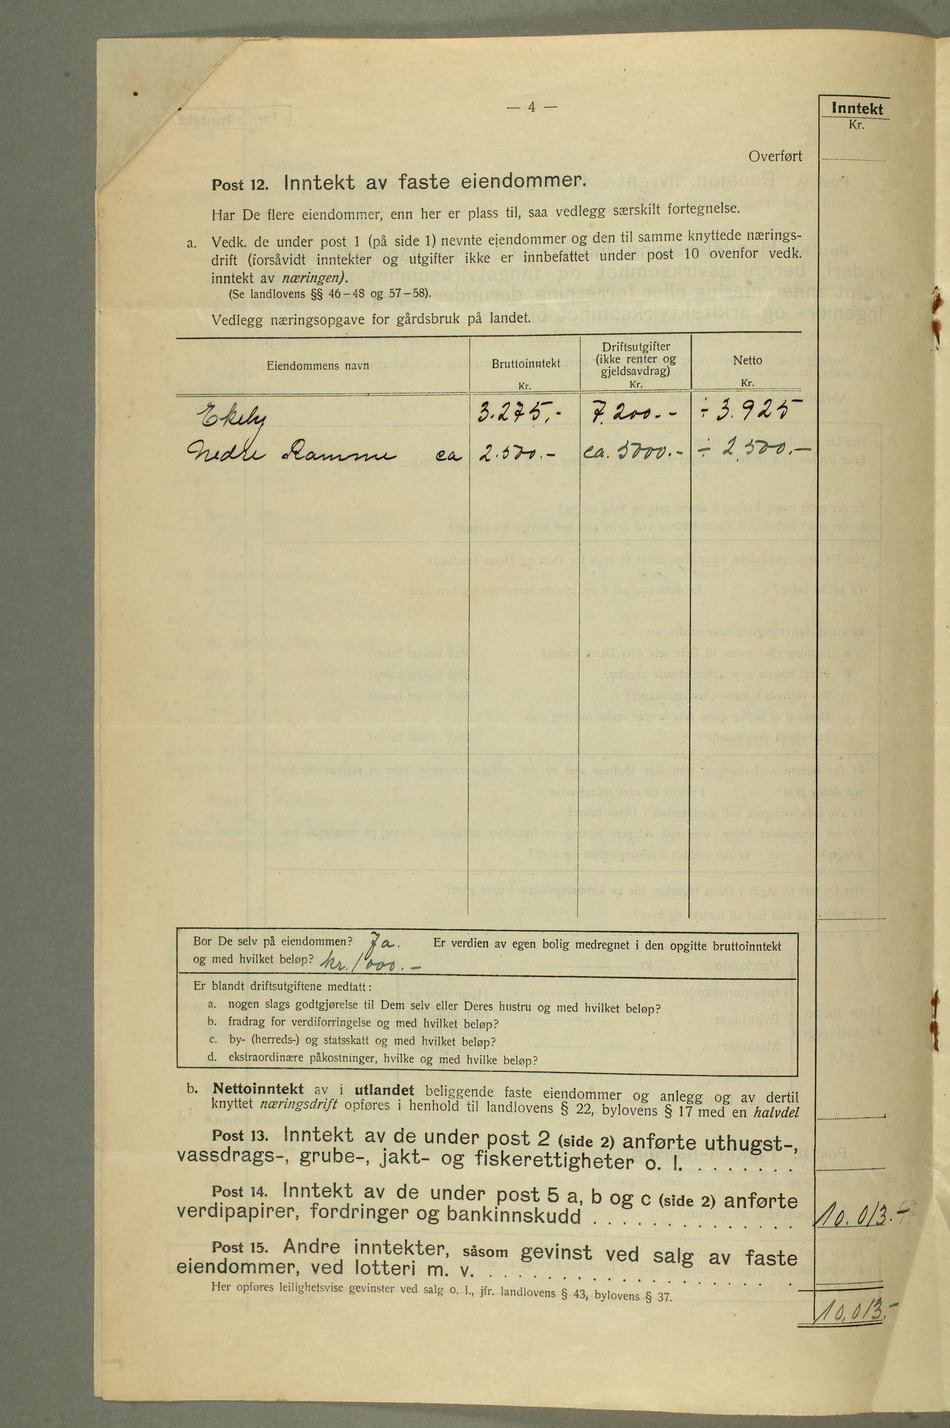 — 4 —
Inntekt
Kr.
Overført
Post 12. Inntekt av faste eiendommer.
Har De flere eiendommer, enn her er plass til, saa vedlegg særskilt fortegnelse.
a. Vedk. de under post 1 (på side 1) nevnte eiendommer og den til samme knyttede nærings-
drift (forsåvidt inntekter og utgifter ikke er innbefattet under post 10 ovenfor vedk.
inntekt av næringen).
(Se landlovens §§ 46–48 og 57–58).
Vedlegg næringsopgave for gårdsbruk på landet.
Eiendommens navn
Bruttoinntekt
Kr.
Driftsutgifter
(ikke renter og
gjeldsavdrag)
Kr.
Netto
Kr.
Ekely 3.275,- 7.200.- ÷ 3.925
Nedre Ramme ca 2.500.- ca. 5000.- ÷ 2.500.—
Bor De selv på eiendommen? Ja. Er verdien av egen bolig medregnet i den opgitte bruttoinntekt
og med hvilket beløp? kr. 1000.—
Er blandt driftsutgiftene medtatt:
a. nogen slags godtgjørelse til Dem selv eller Deres hustru og med hvilket beløp?
b. fradrag for verdiforringelse og med hvilket beløp?
c. by- (herreds-) og statsskatt og med hvilket beløp?
d. ekstraordinære påkostninger, hvilke og med hvilke beløp?
b. Nettoinntekt av i utlandet beliggende faste eiendommer og anlegg og av dertil
knyttet næringsdrift opføres i henhold til landlovens § 22, bylovens § 17 med en halvdel
Post 13. Inntekt av de under post 2 (side 2) anførte uthugst-,
vassdrags-, grube-, jakt- og fiskerettigheter o. l. . . . . . . .
Post 14. Inntekt av de under post 5 a, b og c (side 2) anførte
verdipapirer, fordringer og bankinnskudd . . . . . . . . . . . . . . 10.013.-
Post 15. Andre inntekter, såsom gevinst ved salg av faste
eiendommer, ved lotteri m. v. . . . . . . . . . . . . . . . . . . .
Her opføres leilighetsvise gevinster ved salg o. l., jfr. landlovens § 43, bylovens § 37.
10,013.-